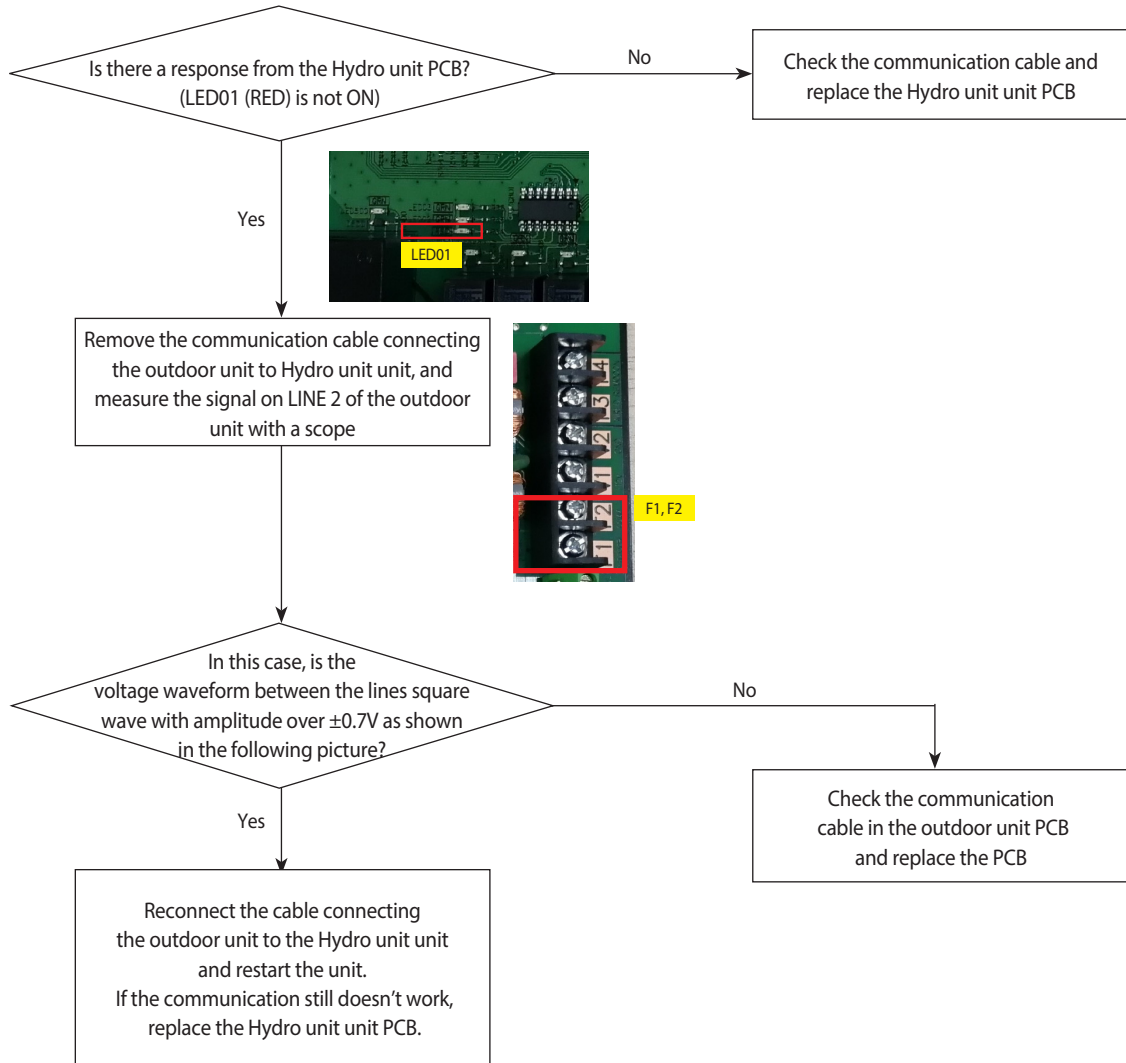 Is there a response from the Hydro unit PCB?
(LED01 (RED) is not ON)
No
Check the communication cable and
replace the Hydro unit unit PCB
Yes
LED01
Remove the communication cable connecting
the outdoor unit to Hydro unit unit, and
measure the signal on LINE 2 of the outdoor
unit with a scope
F1, F2
In this case, is the
voltage waveform between the lines square
wave with amplitude over ±0.7V as shown
in the following picture?
No
Check the communication
cable in the outdoor unit PCB
and replace the PCB
Yes
Reconnect the cable connecting
the outdoor unit to the Hydro unit unit
and restart the unit.
If the communication still doesn’t work,
replace the Hydro unit unit PCB.